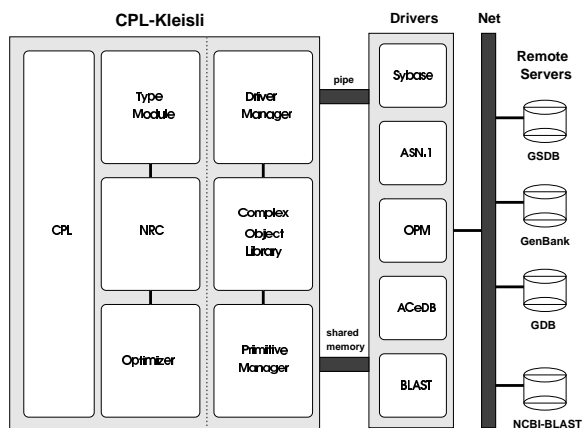 CPL-Kleisli
Drivers
Net
Remote
Servers
CPL
Type
Module
NRC
Optimizer
Driver
Manager
Complex
Object
Library
Primitive
Manager
pipe
shared
memory
Sybase
ASN.1
OPM
ACeDB
BLAST
GSDB
GenBank
GDB
NCBI-BLAST